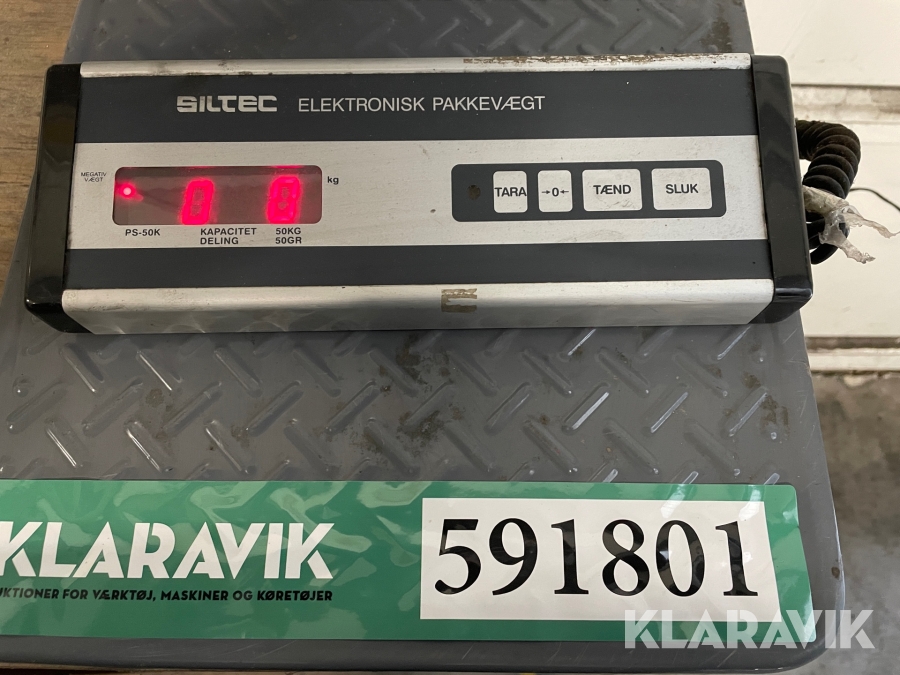 SILTEC ELEKTRONISK PAKKEVÆGT
NEGATIV
VÆGT
0 0
kg
TARA →0← TÆND SLUK
PS-50K KAPACITET 50KG
DELING 50GR
KLARAVIK
591801
UKTIONER FOR VÆRKTØJ, MASKINER OG KØRETØJER
KLARAVIK